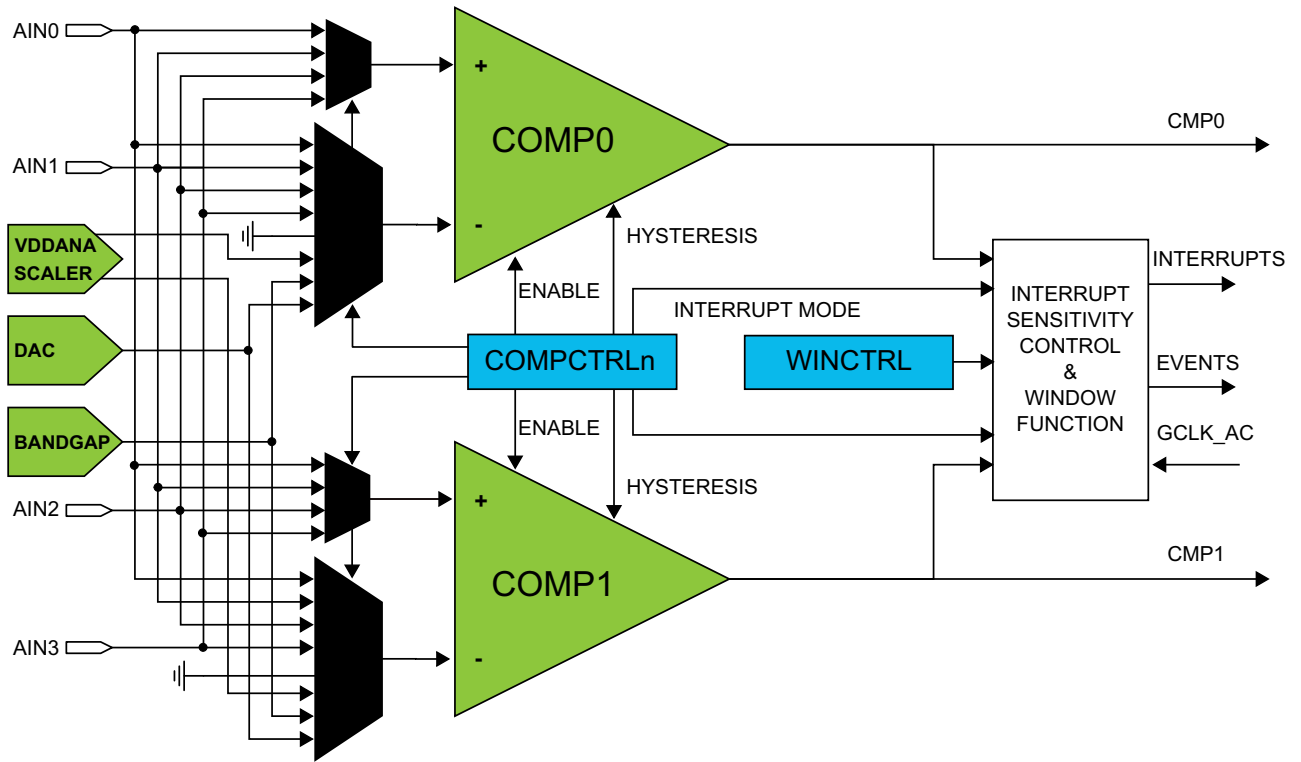 AIN0
+
COMP0
CMP0
AIN1
-
HYSTERESIS
VDDANA
SCALER
INTERRUPTS
ENABLE
INTERRUPT MODE
INTERRUPT
SENSITIVITY
CONTROL
&
WINDOW
FUNCTION
DAC
COMPCTRLn
WINCTRL
EVENTS
BANDGAP
ENABLE
GCLK_AC
HYSTERESIS
+
AIN2
COMP1
CMP1
AIN3
-